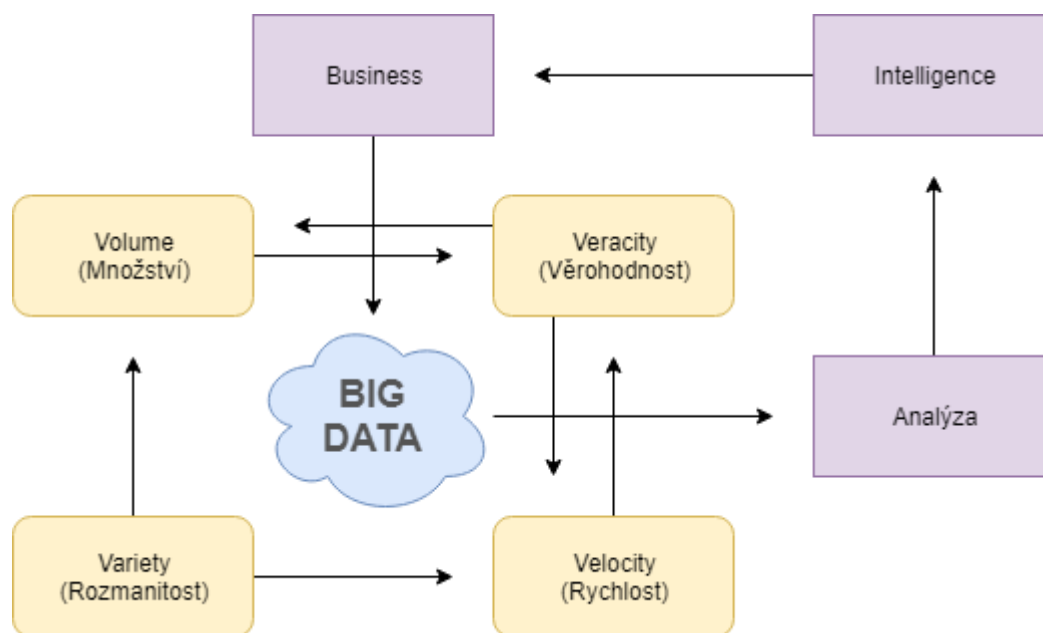 Business
Intelligence
Volume
(Množství)
Veracity
(Věrohodnost)
BIG
DATA
Analýza
Variety
(Rozmanitost)
Velocity
(Rychlost)